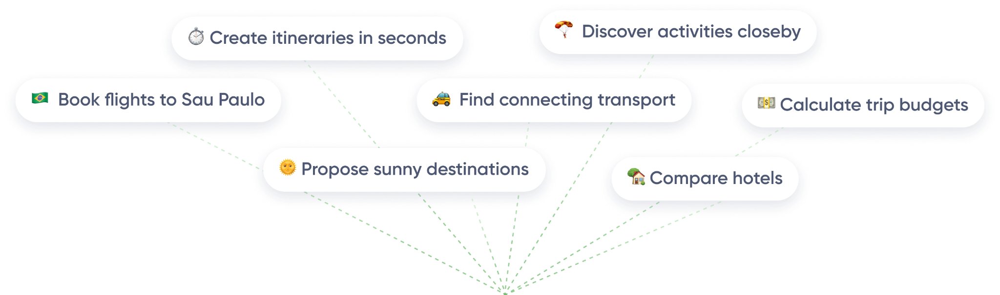 Create itineraries in seconds
Discover activities closeby
Book flights to Sau Paulo
Find connecting transport
Calculate trip budgets
Propose sunny destinations
Compare hotels